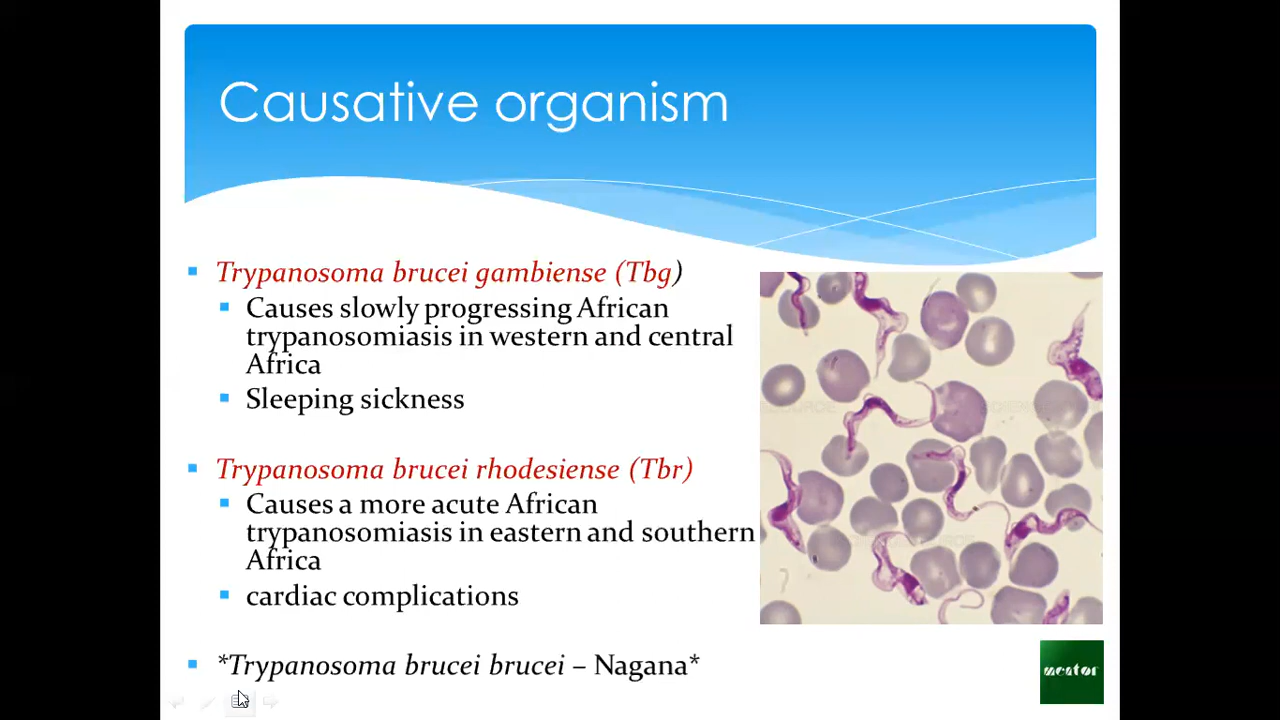 Causative organism
Trypanosoma brucei gambiense (Tbg)
Causes slowly progressing African
trypanosomiasis in western and central
Africa
Sleeping sickness
Trypanosoma brucei rhodesiense (Tbr)
Causes a more acute African
trypanosomiasis in eastern and southern
Africa
cardiac complications
*Trypanosoma brucei brucei – Nagana*
mentor